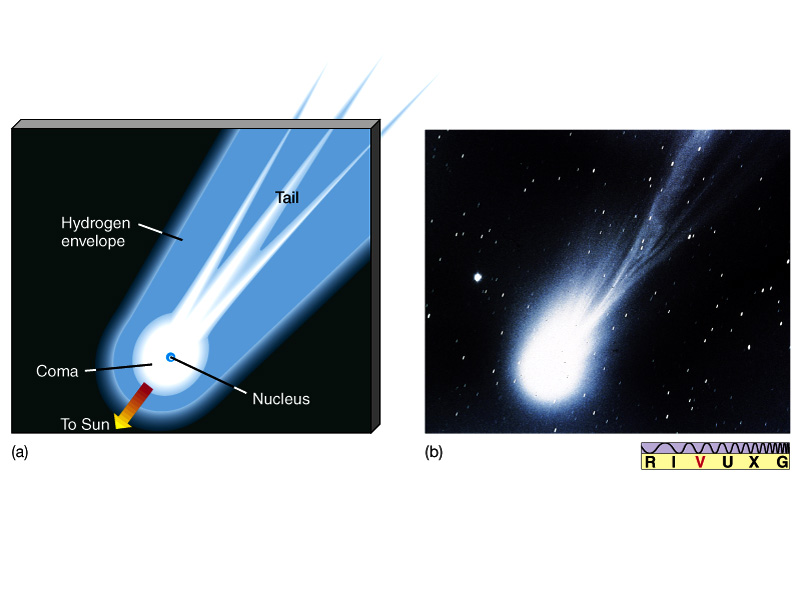 Tail
Hydrogen
envelope
Coma
Nucleus
To Sun
(a)
(b)
R I V U X G